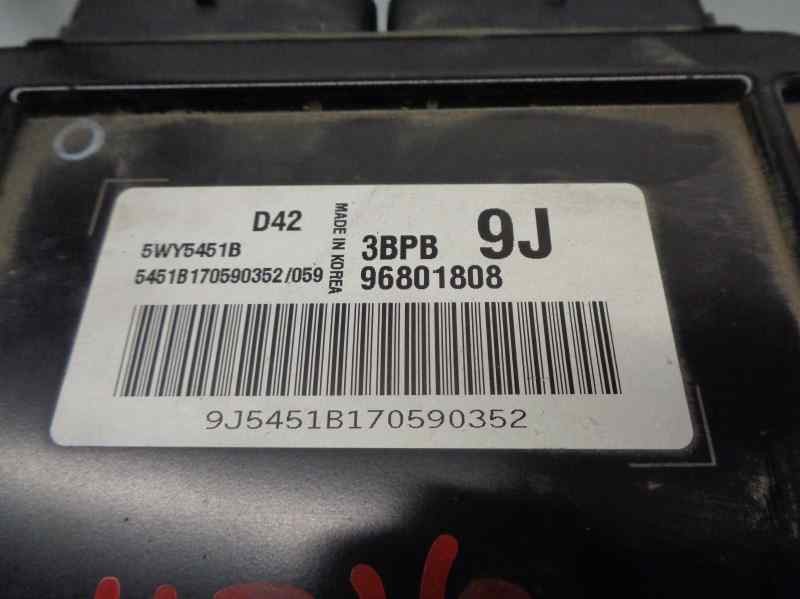 D42
5WY5451B
5451B170590352/059
MADE IN KOREA
3BPB 9J
96801808
9J5451B170590352